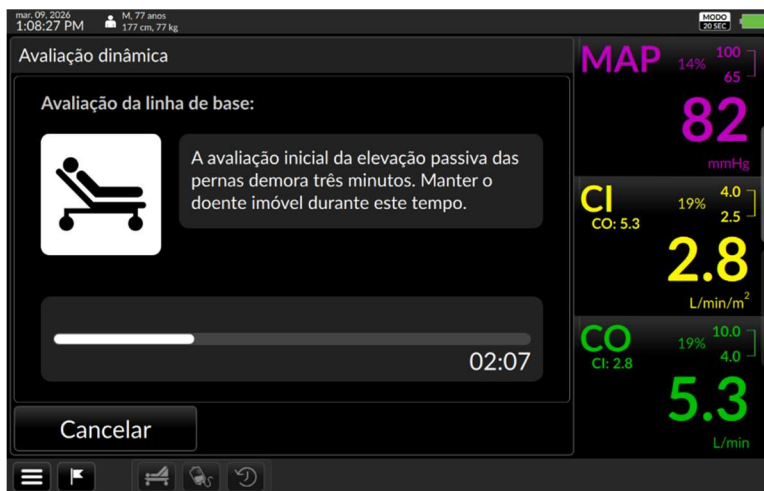 mar. 09, 2026
1:08:27 PM
M, 77 anos
177 cm, 77 kg
MODO
20 SEC
Avaliação dinâmica
Avaliação da linha de base:
A avaliação inicial da elevação passiva das
pernas demora três minutos. Manter o
doente imóvel durante este tempo.
02:07
Cancelar
MAP
14%
100
65
82
mmHg
CI
CO: 5.3
19%
4.0
2.5
2.8
L/min/m²
CO
CI: 2.8
19%
10.0
4.0
5.3
L/min